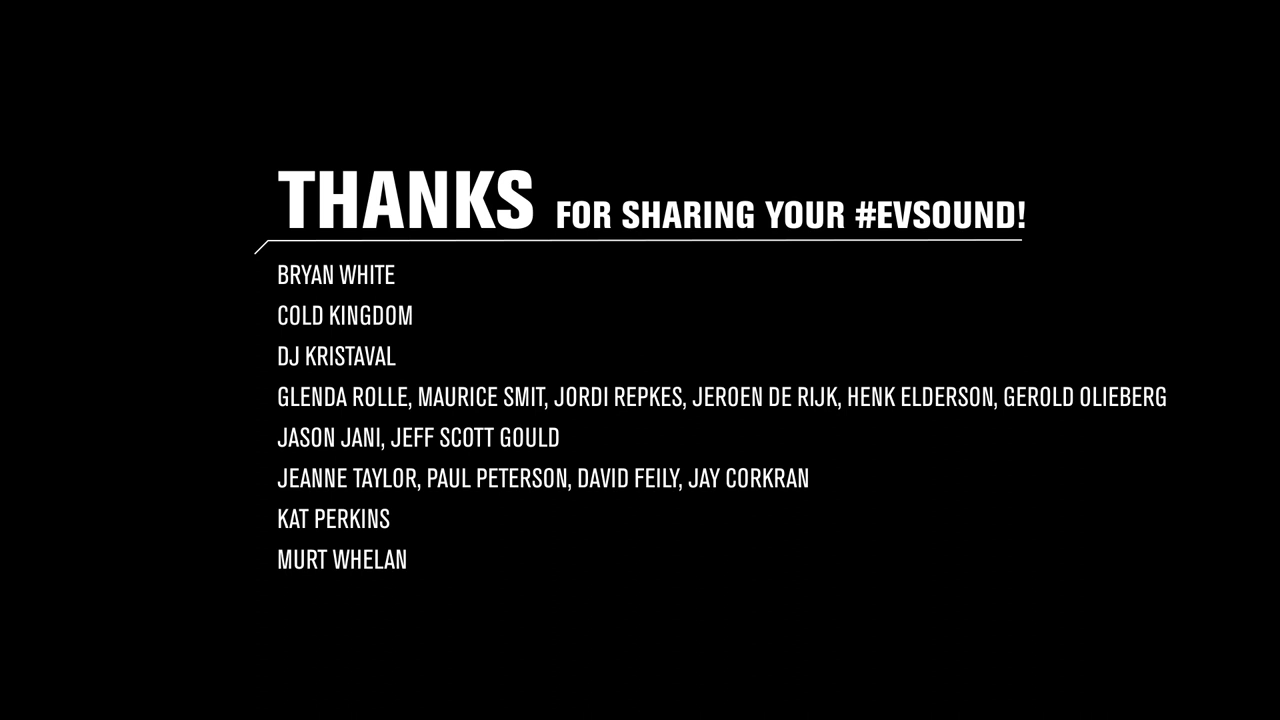 THANKS FOR SHARING YOUR #EVSOUND!
BRYAN WHITE
COLD KINGDOM
DJ KRISTAVAL
GLENDA ROLLE, MAURICE SMIT, JORDI REPKES, JEROEN DE RIJK, HENK ELDERSON, GEROLD OLIEBERG
JASON JANI, JEFF SCOTT GOULD
JEANNE TAYLOR, PAUL PETERSON, DAVID FEILY, JAY CORKRAN
KAT PERKINS
MURT WHELAN